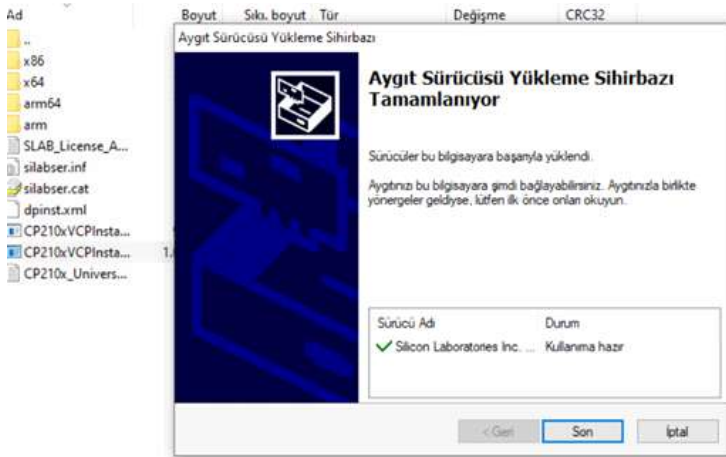 Ad Boyut Sıkı. boyut Tür Değişme CRC32
..
x86
x64
arm64
arm
SLAB_License_A...
silabser.inf
silabser.cat
dpinst.xml
CP210xVCPInsta...
CP210xVCPInsta...
CP210x_Univers...
Aygıt Sürücüsü Yükleme Sihirbazı
Aygıt Sürücüsü Yükleme Sihirbazı
Tamamlanıyor
Sürücüler bu bilgisayara başarıyla yüklendi.
Aygıtınızı bu bilgisayara şimdi bağlayabilirsiniz. Aygıtınızla birlikte
yönergeler geldiyse, lütfen ilk önce onları okuyun.
Sürücü Adı Durum
Silicon Laboratories Inc. ... Kullanıma hazır
< Geri Son İptal